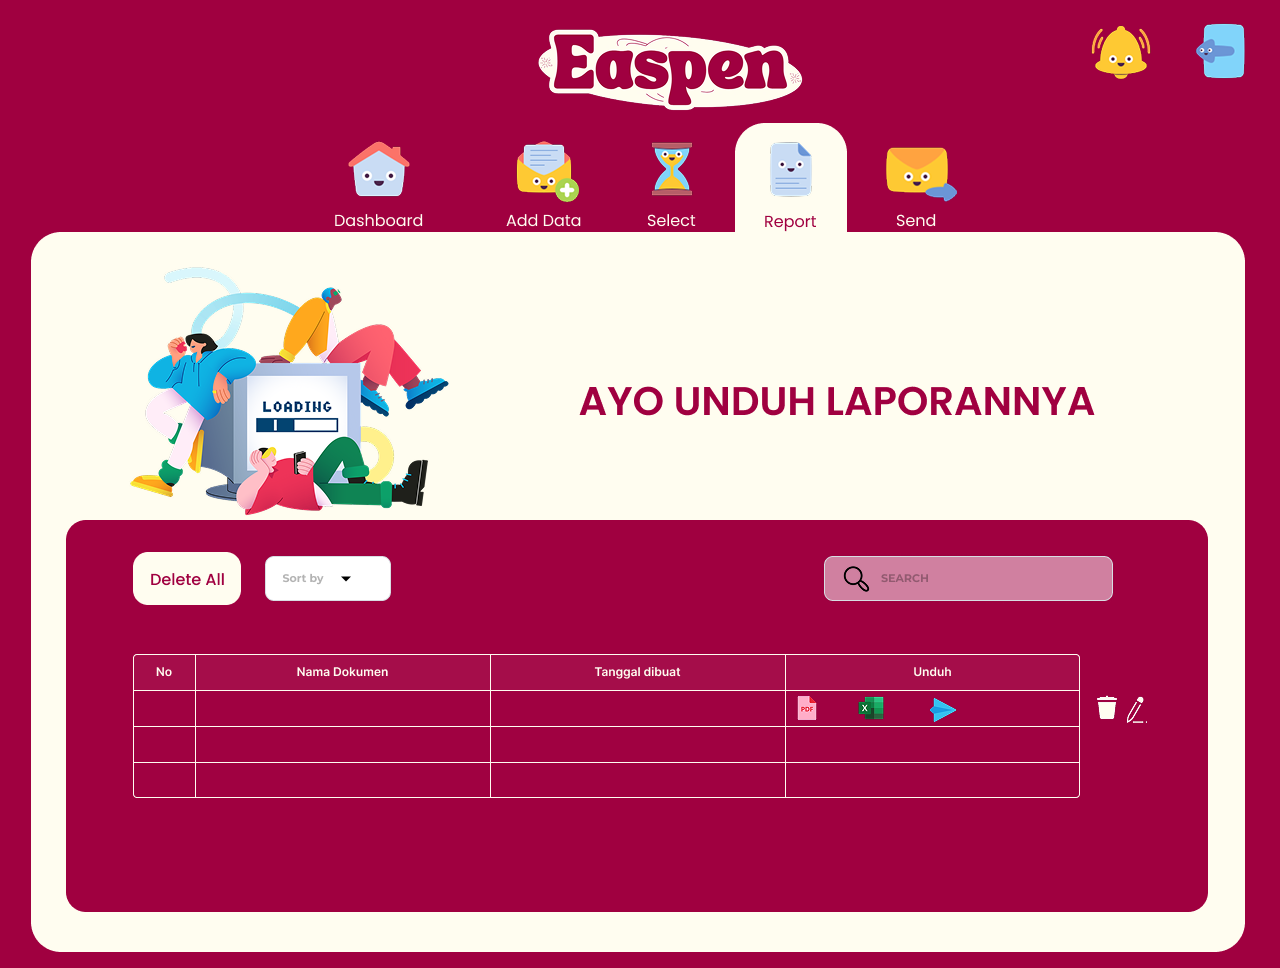 Easpen
Dashboard
Add Data
Select
Report
Send
LOADING
AYO UNDUH LAPORANNYA
Delete All
Sort by
SEARCH
No Nama Dokumen Tanggal dibuat Unduh
PDF X